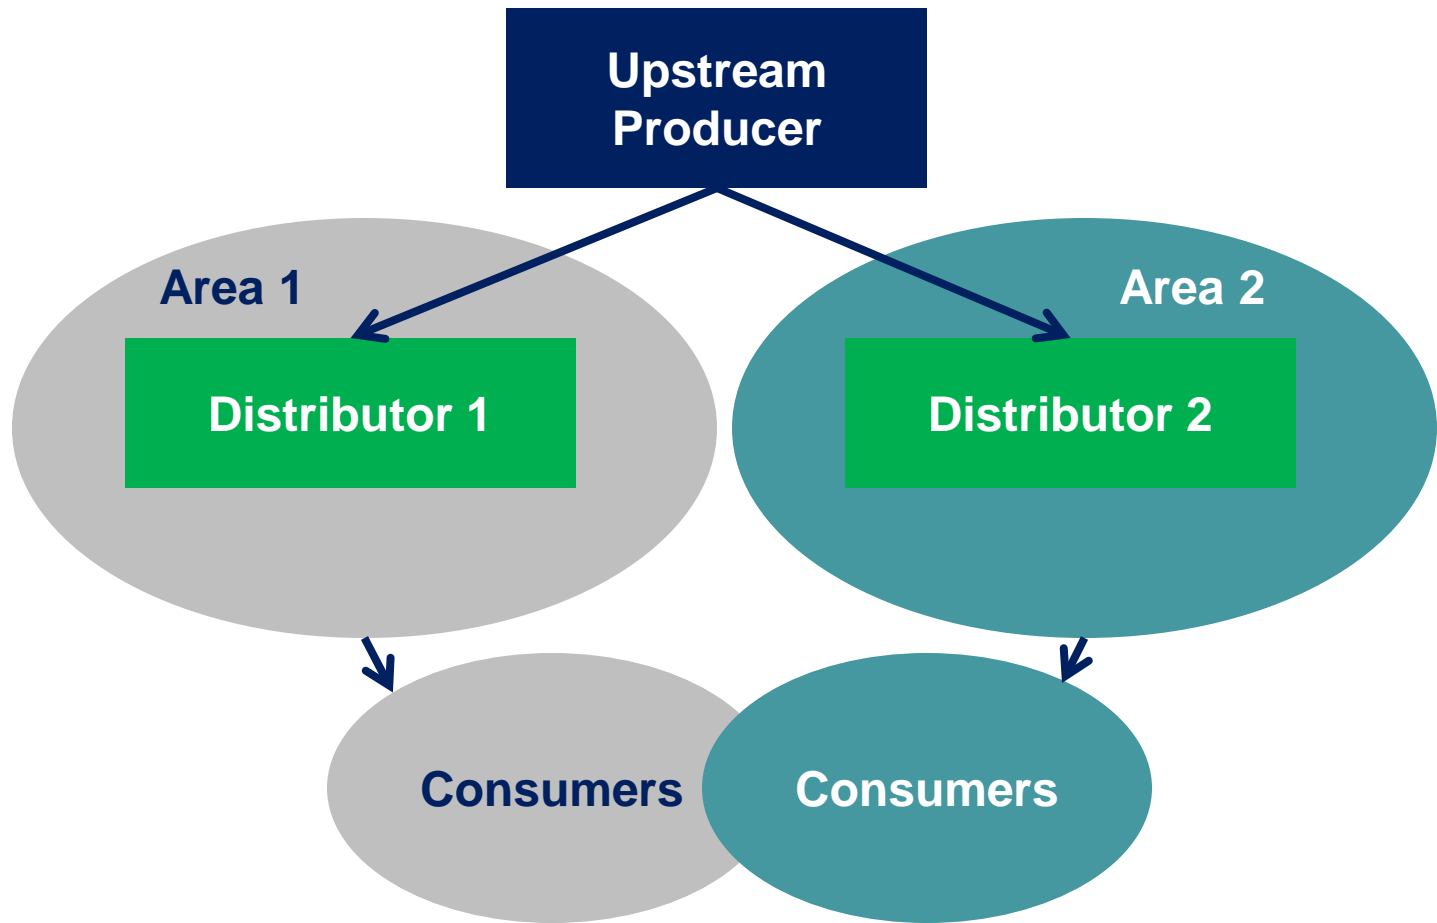 Upstream
Producer
Area 1
Area 2
Distributor 1
Distributor 2
Consumers
Consumers